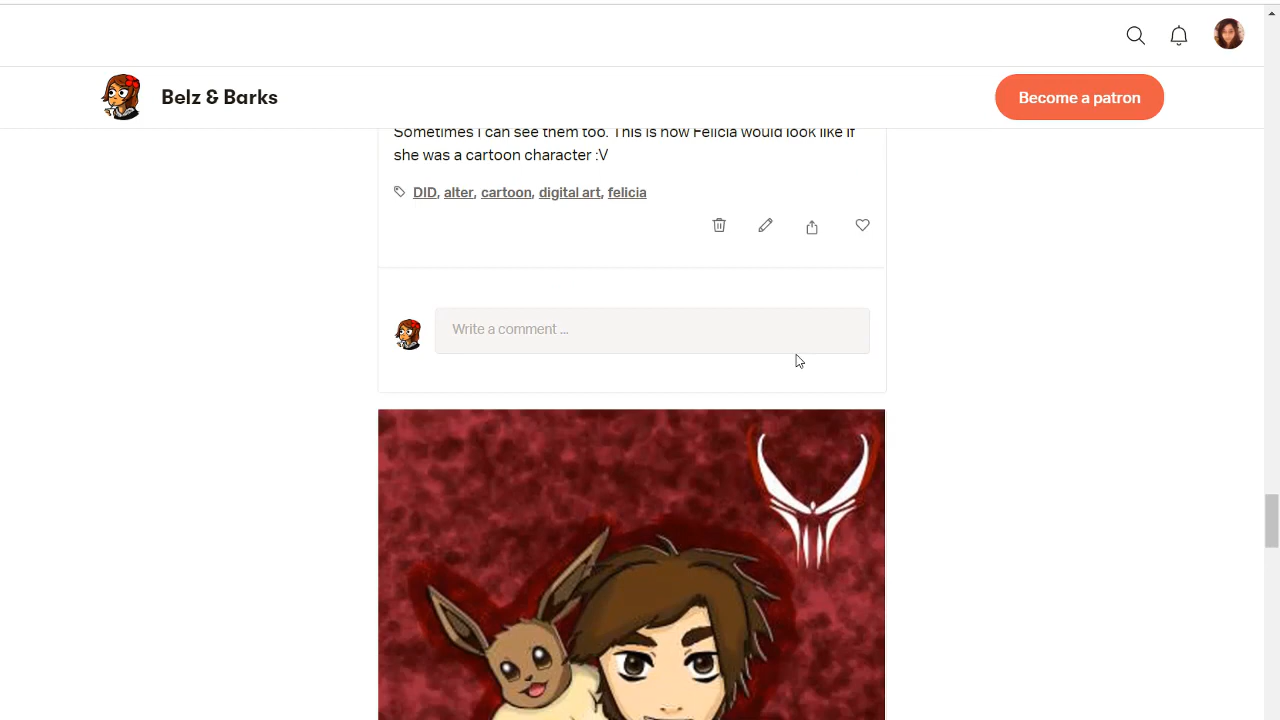 Belz & Barks
Become a patron
Sometimes I can see them too. This is how Felicia would look like if
she was a cartoon character :V
DID, alter, cartoon, digital art, felicia
Write a comment ...